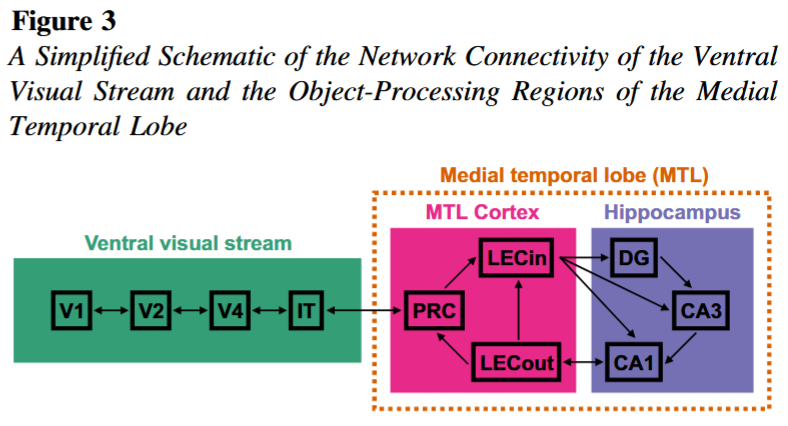 Figure 3
A Simplified Schematic of the Network Connectivity of the Ventral
Visual Stream and the Object-Processing Regions of the Medial
Temporal Lobe
Medial temporal lobe (MTL)
MTL Cortex
Hippocampus
Ventral visual stream
LECin
DG
V1
V2
V4
IT
PRC
CA3
LECout
CA1